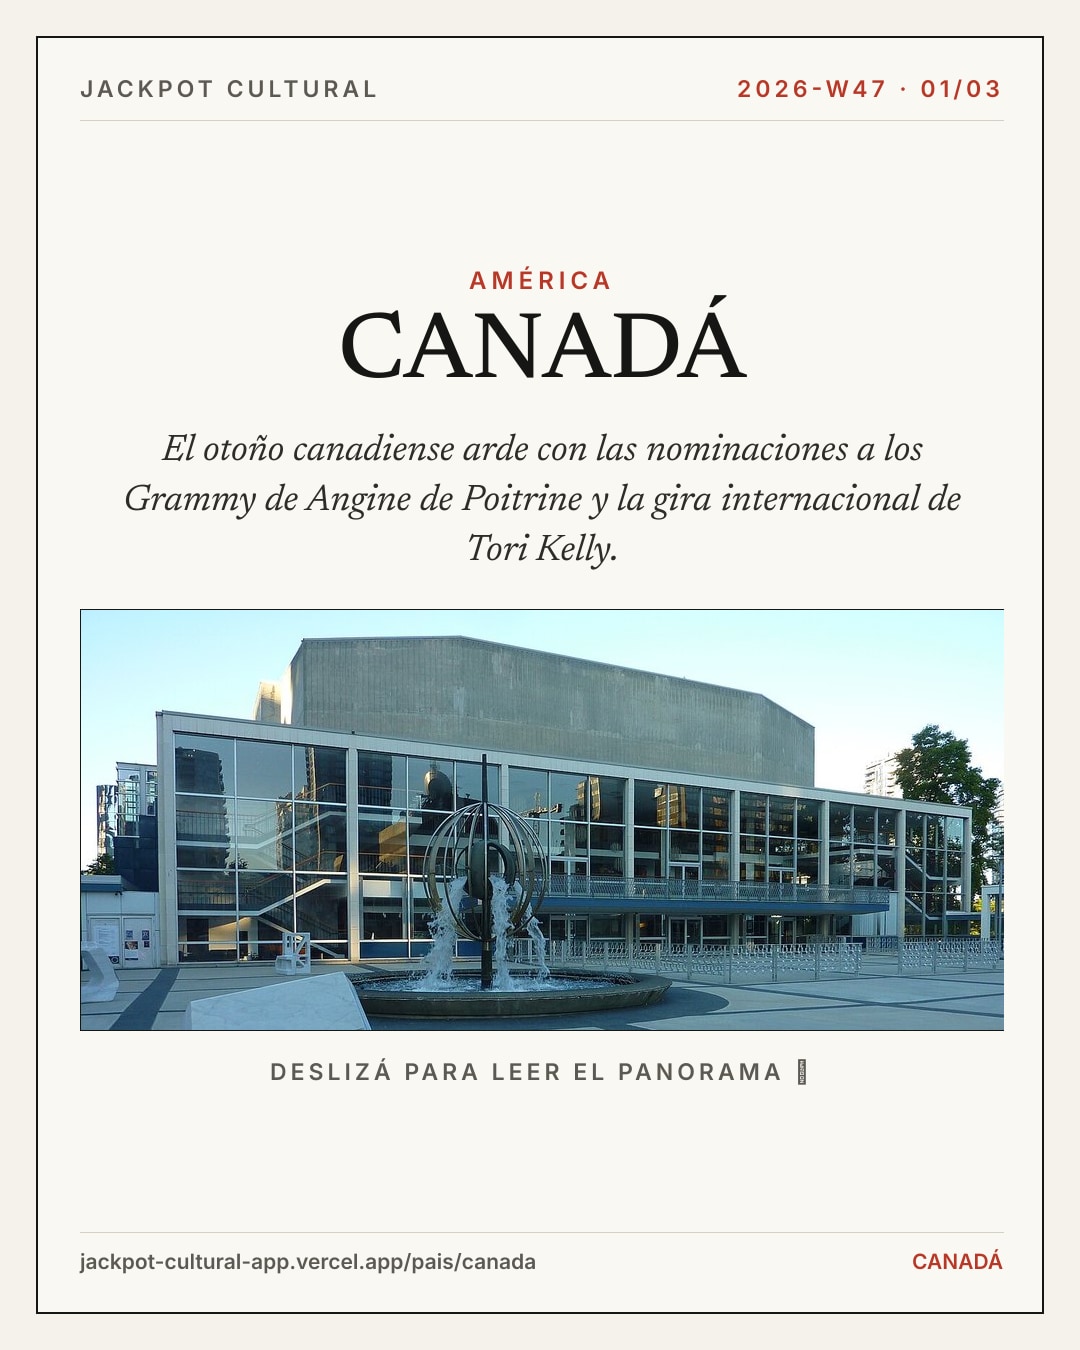 JACKPOT CULTURAL
2026-W47 · 01/03
AMÉRICA
CANADÁ
El otoño canadiense arde con las nominaciones a los
Grammy de Angine de Poitrine y la gira internacional de
Tori Kelly.
DESLIZÁ PARA LEER EL PANORAMA
jackpot-cultural-app.vercel.app/pais/canada
CANADÁ